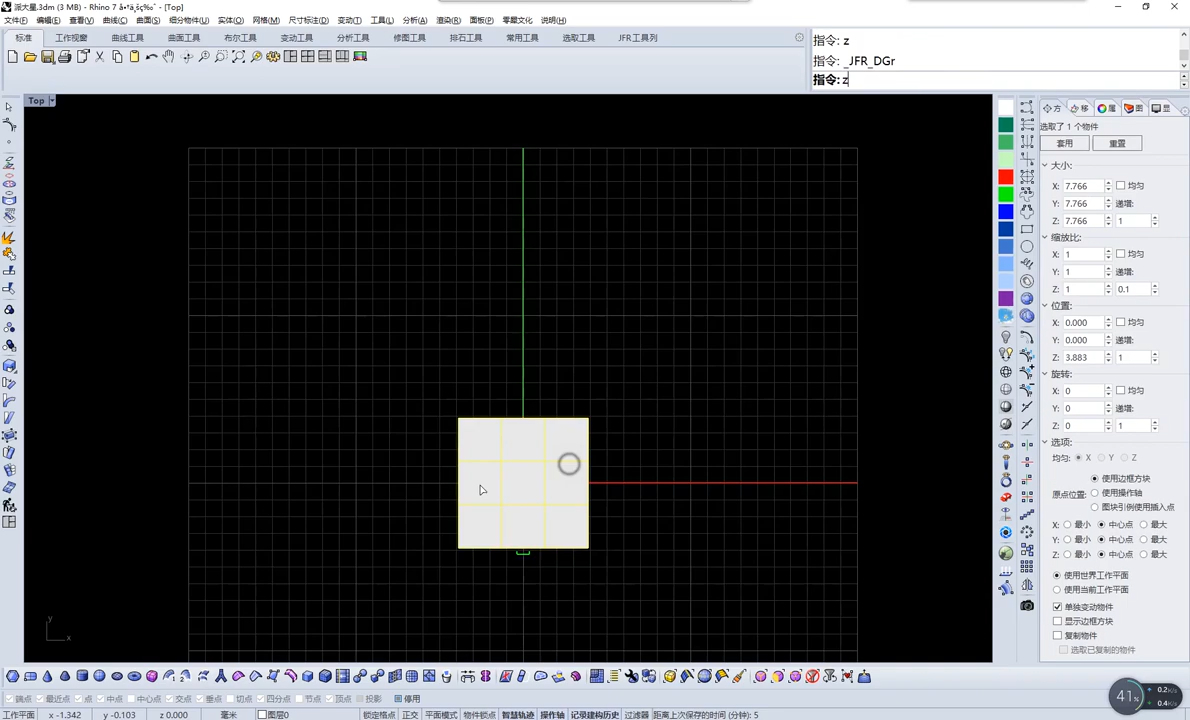 派大星.3dm (3 MB) - Rhino 7
- [Top]
文件(F) 编辑(E) 查看(V) 曲线(C) 曲面(S) 细分物件(U) 实体(O) 网格(M) 尺寸标注(D) 变动(T) 工具(L) 分析(A) 渲染(R) 面板(P) 零犀文化 说明(H)
标准 工作视窗 曲线工具 曲面工具 布尔工具 变动工具 分析工具 修图工具 排石工具 常用工具 选取工具 JFR工具列
指令: z
指令: _JFR_DGr
指令: z
Top
方 移 属 图 显
选取了 1 个物件
套用 重置
大小:
X: 7.766 均匀
Y: 7.766 递增:
Z: 7.766 1
缩放比:
X: 1 均匀
Y: 1 递增:
Z: 1 0.1
位置:
X: 0.000 均匀
Y: 0.000 递增:
Z: 3.883 1
旋转:
X: 0 均匀
Y: 0 递增:
Z: 0 1
选项:
均匀: X Y Z
使用边框方块
原点位置: 使用操作轴
图块引例使用插入点
X: 最小 中心点 最大
Y: 最小 中心点 最大
Z: 最小 中心点 最大
使用世界工作平面
使用当前工作平面
单独变动物件
显示边框方块
复制物件
选取已复制的物件
y
x
41%
0.2K/s
0.4K/s
端点 最近点 点 中点 中心点 交点 垂点 切点 四分点 节点 顶点 投影 停用
工作平面 x -1.342 y -0.103 z 0.000 毫米 图层0 锁定格点 正交 平面模式 物件锁点 智慧轨迹 操作轴 记录建构历史 过滤器 距离上次保存的时间 (分钟): 5